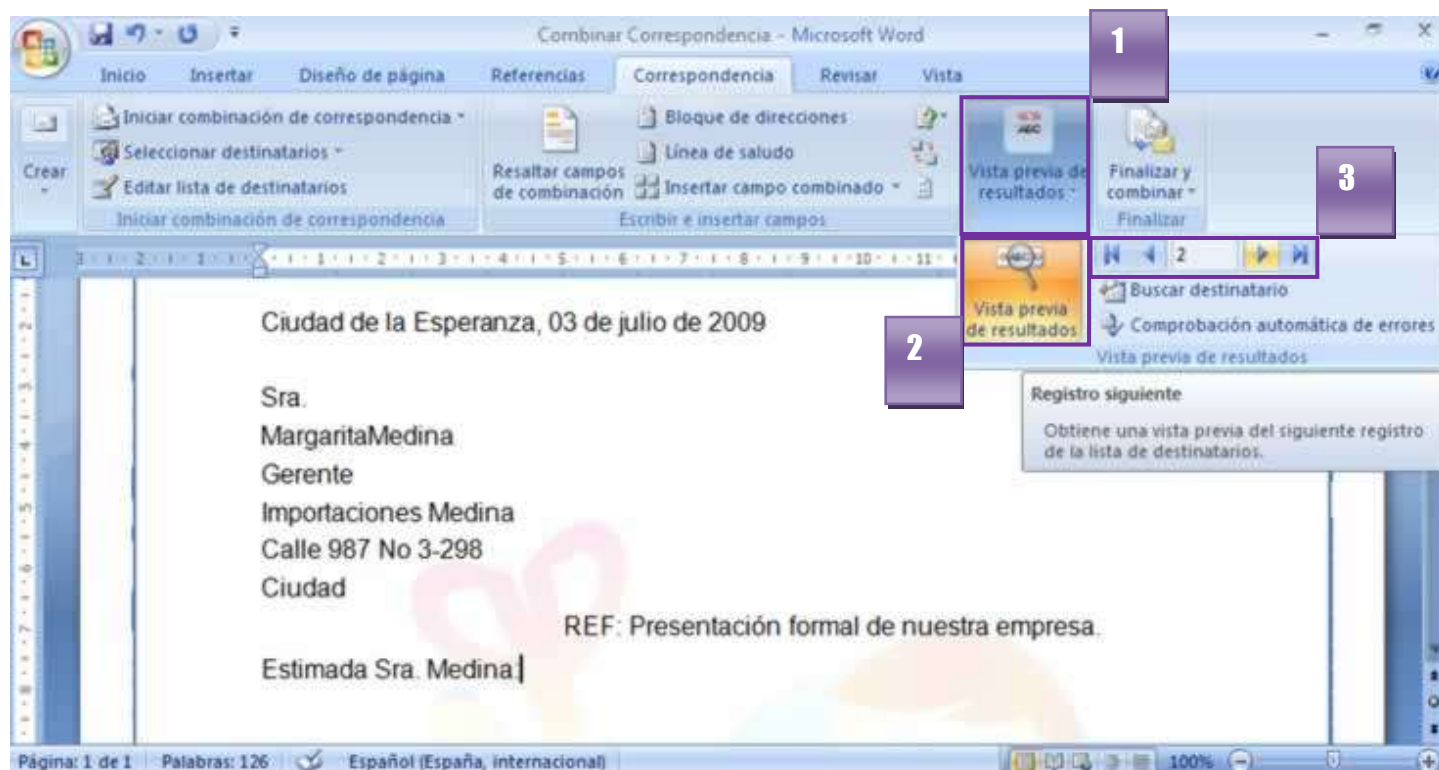 Combinar Correspondencia - Microsoft Word
1
Inicio Insertar Diseño de página Referencias Correspondencia Revisar Vista
Crear
Iniciar combinación de correspondencia
Seleccionar destinatarios
Editar lista de destinatarios
Iniciar combinación de correspondencia
Resaltar campos
de combinación
Bloque de direcciones
Línea de saludo
Insertar campo combinado
Escribir e insertar campos
ABC
Vista previa de
resultados
Finalizar y
combinar
Finalizar
3
L
ABC
Vista previa
de resultados
2
Buscar destinatario
Comprobación automática de errores
Vista previa de resultados
2
Registro siguiente
Obtiene una vista previa del siguiente registro
de la lista de destinatarios.
Ciudad de la Esperanza, 03 de julio de 2009
Sra.
MargaritaMedina
Gerente
Importaciones Medina
Calle 987 No 3-298
Ciudad
REF: Presentación formal de nuestra empresa.
Estimada Sra. Medina:
Página: 1 de 1 Palabras: 126 Español (España, internacional) 100%